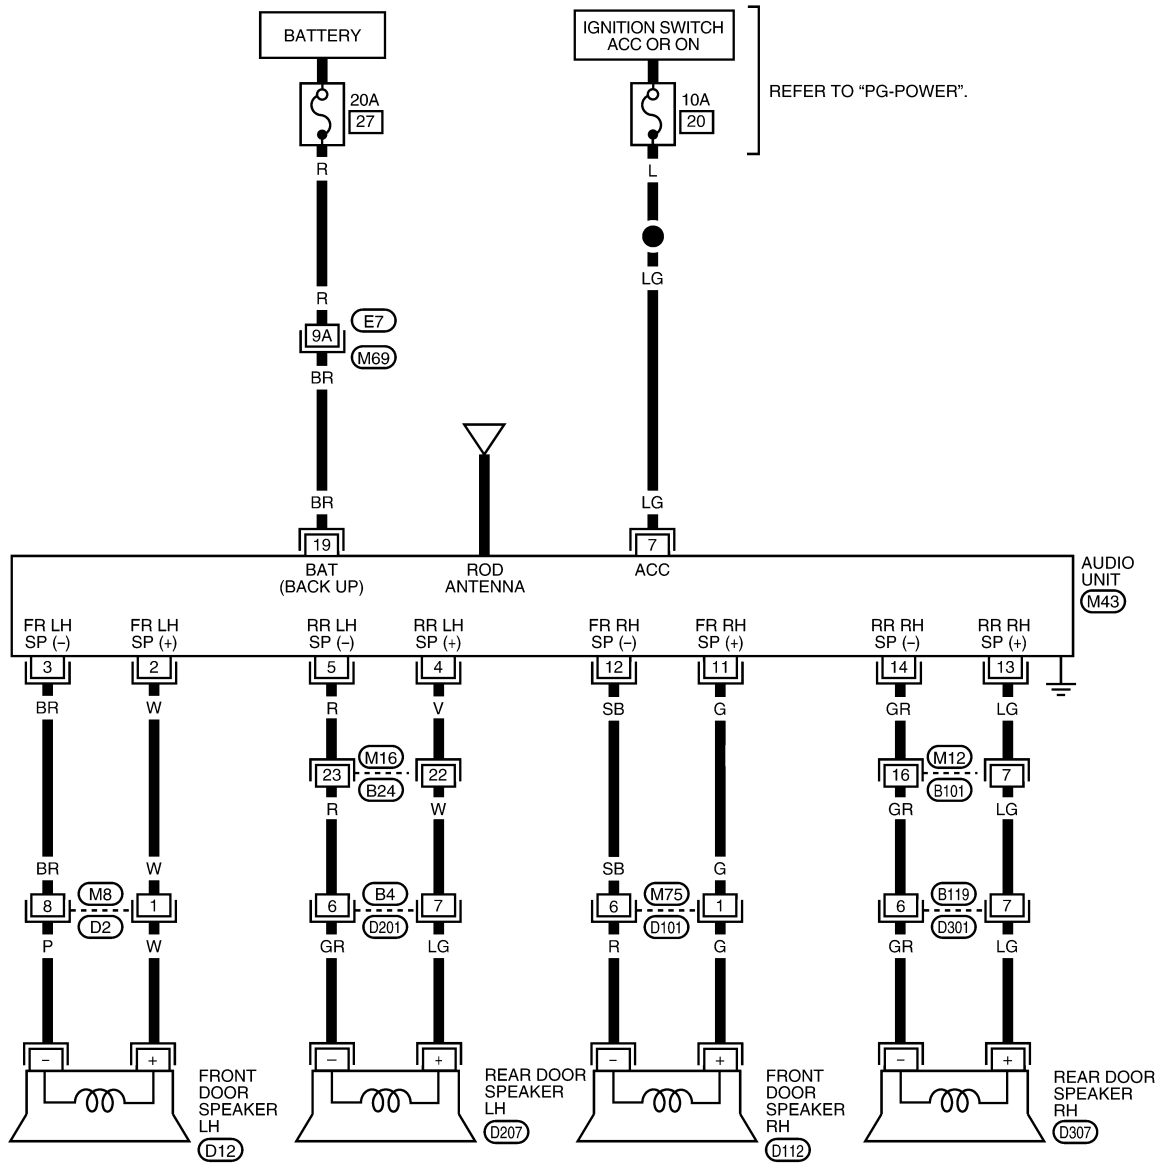 BATTERY
IGNITION SWITCH
ACC OR ON
REFER TO “PG-POWER”.
20A
27
10A
20
R
L
LG
R
9A
E7
M69
BR
BR
LG
19
7
BAT
(BACK UP)
ROD
ANTENNA
ACC
AUDIO
UNIT
M43
FR LH
SP (–)
FR LH
SP (+)
RR LH
SP (–)
RR LH
SP (+)
FR RH
SP (–)
FR RH
SP (+)
RR RH
SP (–)
RR RH
SP (+)
3 2 5 4 12 11 14 13
BR W R V SB G GR LG
23 M16 22 16 M12 7
B24 B101
R W GR LG
BR W SB G
8 M8 1 6 B4 7 6 M75 1 6 B119 7
D2 D201 D101 D301
P W GR LG R G GR LG
– + – + – + – +
FRONT
DOOR
SPEAKER
LH
D12
REAR DOOR
SPEAKER
LH
D207
FRONT
DOOR
SPEAKER
RH
D112
REAR DOOR
SPEAKER
RH
D307